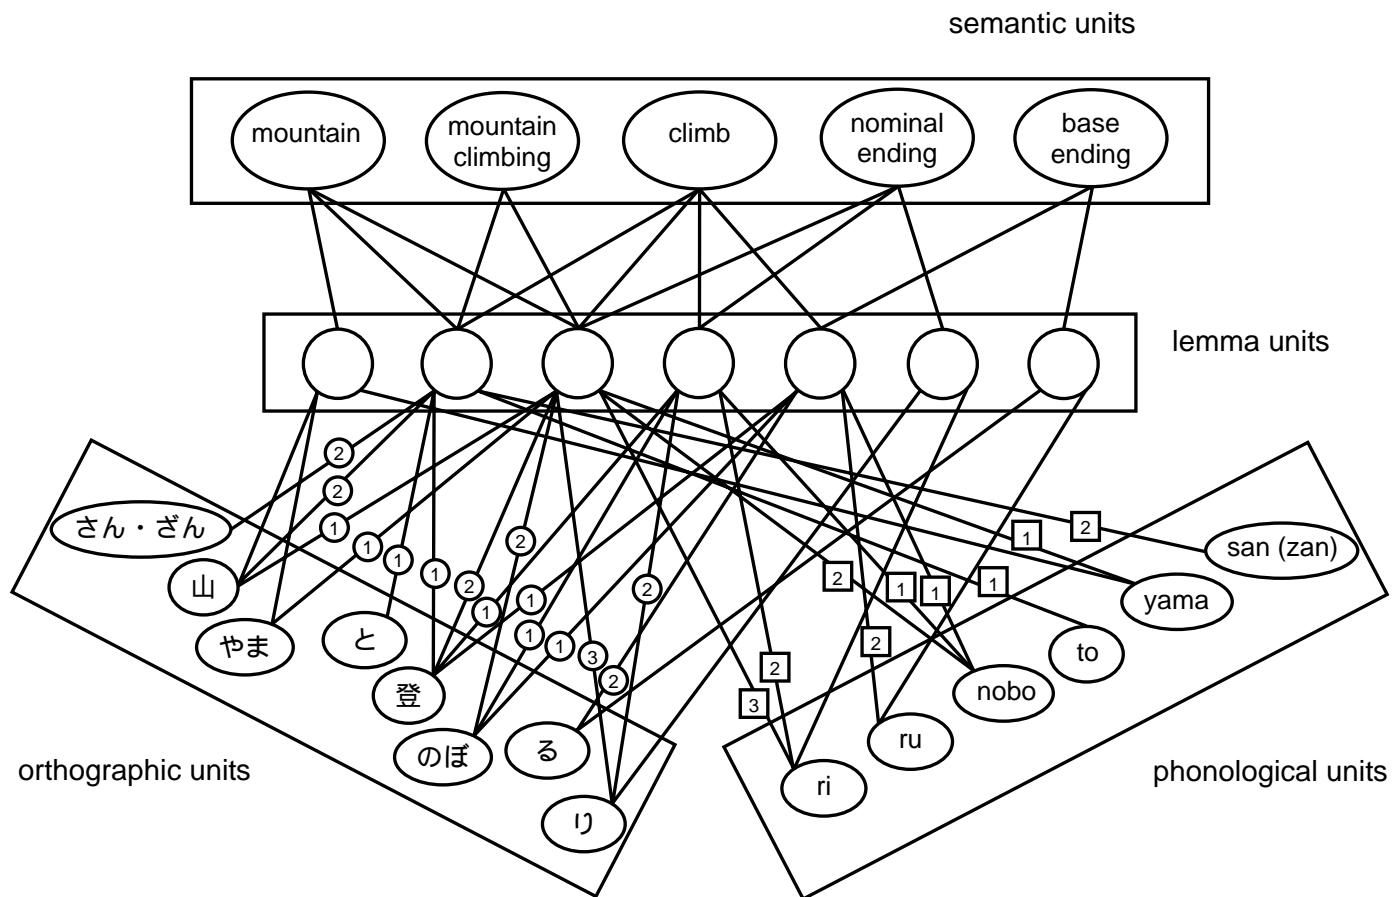 semantic units
mountain
mountain
climbing
climb
nominal
ending
base
ending
lemma units
2
2
1
1
1
1
2
1
2
1
1
1
3
2
2
さん・ざん
山
やま
と
登
のぼ
る
り
orthographic units
2
1
1
1
1
2
2
2
3
san (zan)
yama
to
nobo
ru
ri
phonological units